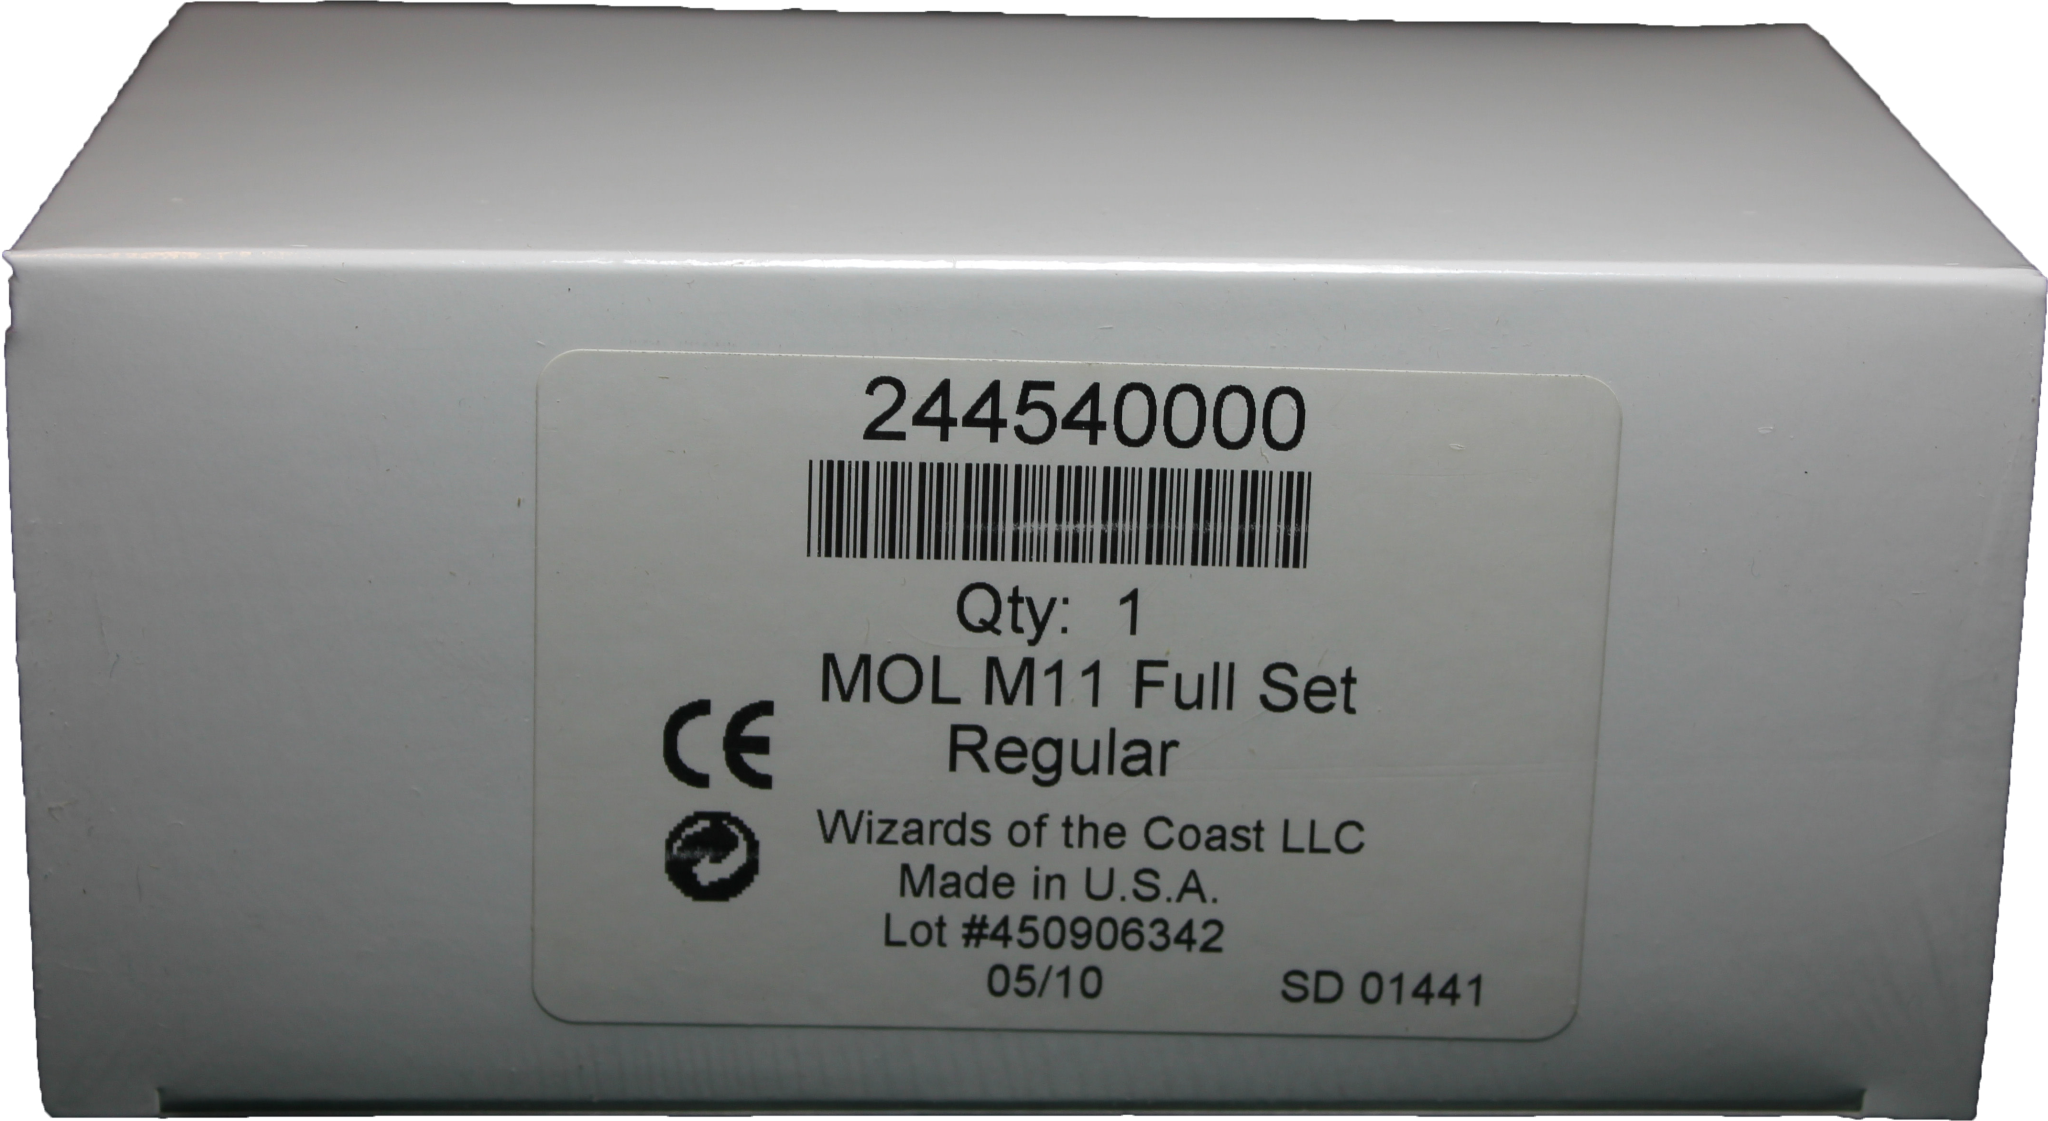 244540000
Qty: 1
MOL M11 Full Set
Regular
CE
Wizards of the Coast LLC
Made in U.S.A.
Lot #450906342
05/10
SD 01441